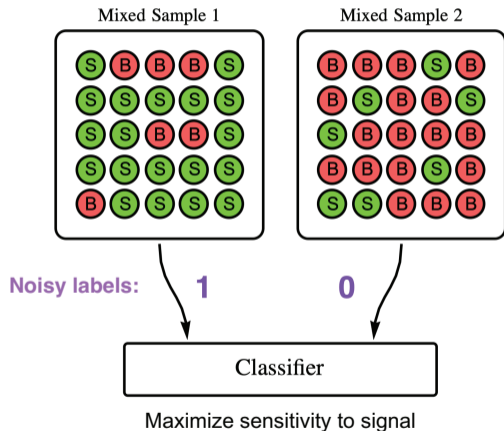 Mixed Sample 1
Mixed Sample 2
S B B B S
B B B S B
S S S S S
B S B B S
S S B B S
S B B B B
S S S S S
B B B S B
B S S S S
S S B B B
Noisy labels: 1 0
Classifier
Maximize sensitivity to signal